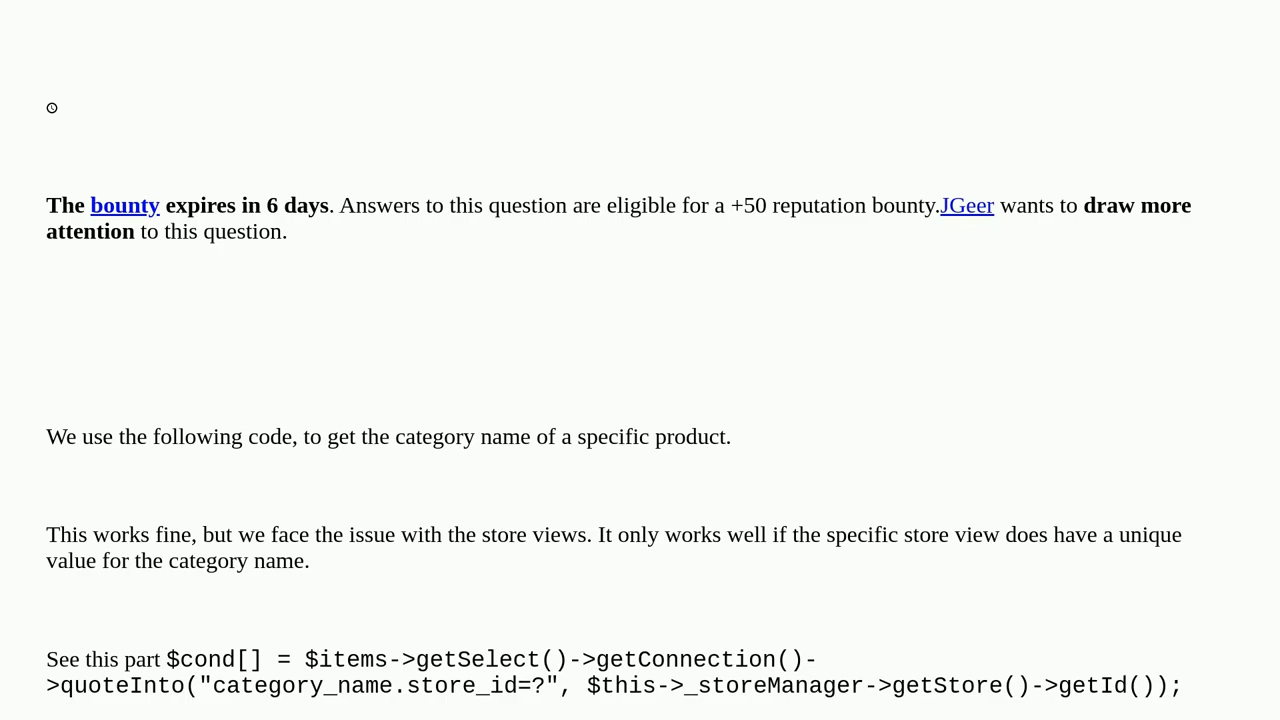 The bounty expires in 6 days. Answers to this question are eligible for a +50 reputation bounty.JGeer wants to draw more
attention to this question.
We use the following code, to get the category name of a specific product.
This works fine, but we face the issue with the store views. It only works well if the specific store view does have a unique
value for the category name.
See this part $cond[] = $items->getSelect()->getConnection()-
>quoteInto("category_name.store_id=?", $this->_storeManager->getStore()->getId());